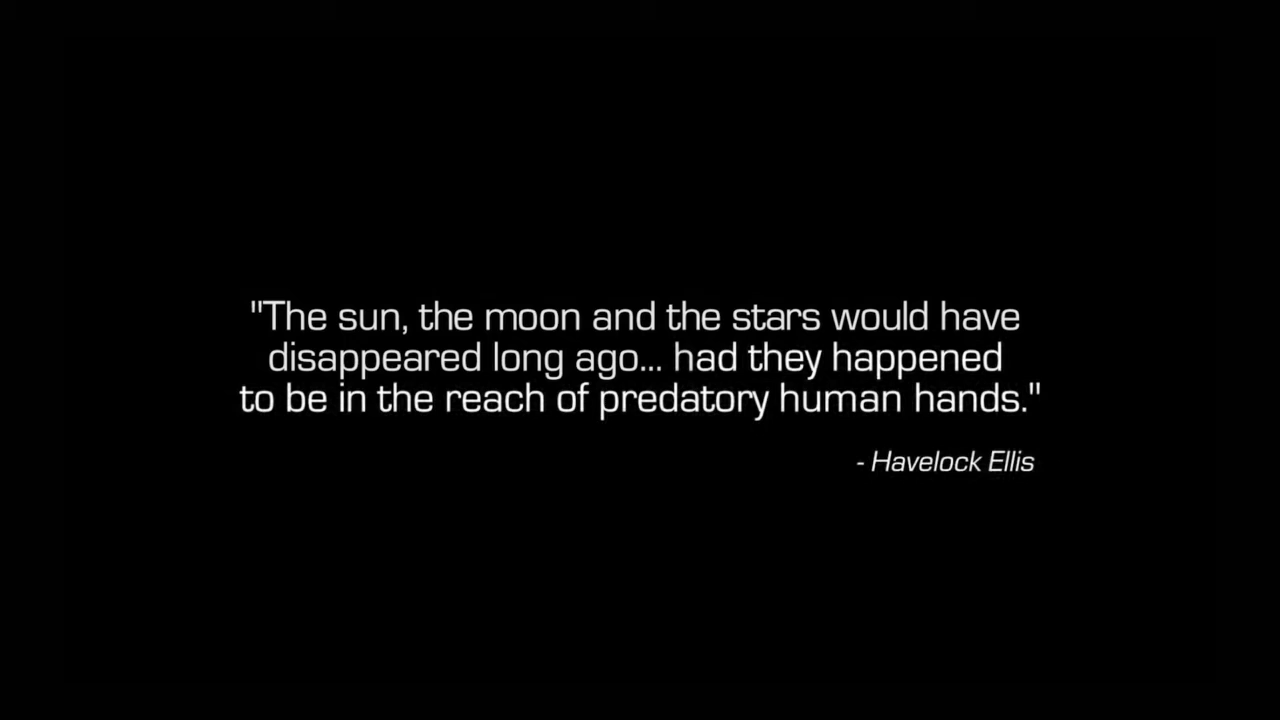 "The sun, the moon and the stars would have
disappeared long ago... had they happened
to be in the reach of predatory human hands."
- Havelock Ellis